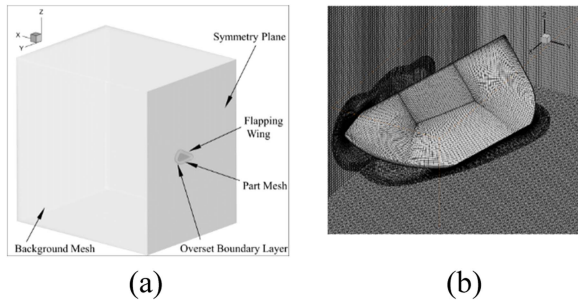 Z
X
Y
Symmetry Plane
Flapping
Wing
Part Mesh
Background Mesh
Overset Boundary Layer
Z
X
Y
(a)
(b)